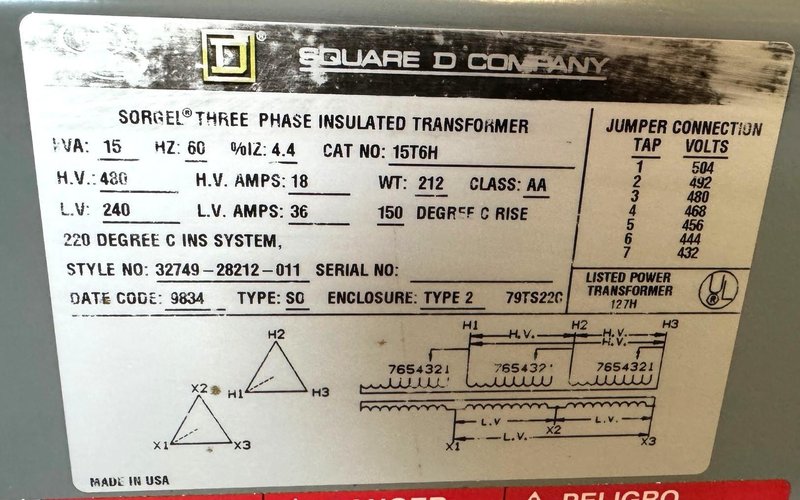 D® SQUARE D COMPANY
SORGEL® THREE PHASE INSULATED TRANSFORMER
KVA: 15 HZ: 60 %IZ: 4.4 CAT NO: 15T6H
H.V.: 480 H.V. AMPS: 18 WT: 212 CLASS: AA
L.V: 240 L.V. AMPS: 36 150 DEGREE C RISE
220 DEGREE C INS SYSTEM,
STYLE NO: 32749-28212-011 SERIAL NO:
DATE CODE: 9834 TYPE: SO ENCLOSURE: TYPE 2 79TS22C
JUMPER CONNECTION
TAP VOLTS
1 504
2 492
3 480
4 468
5 456
6 444
7 432
LISTED POWER
TRANSFORMER
127H
UL®
H2
H1 H3
X2
X1 X3
H1 H.V. H2 H3
H.V.
7654321 765432' 7654321
L.V L.V.
X2
L.V.
X1 X3
MADE IN USA
DANGER
⚠ PELIGRO